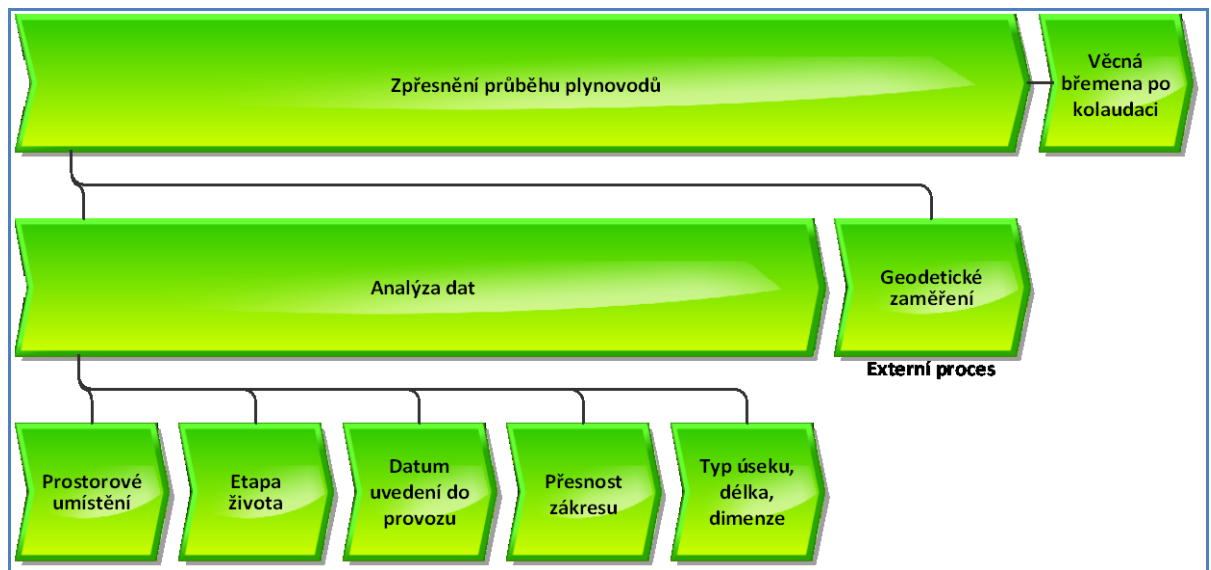 Zpřesnění průběhu plynovodů
Věcná
břemena po
kolaudaci
Analýza dat
Geodetické
zaměření
Externí proces
Prostorové
umístění
Etapa
života
Datum
uvedení do
provozu
Přesnost
zákresu
Typ úseku,
délka,
dimenze